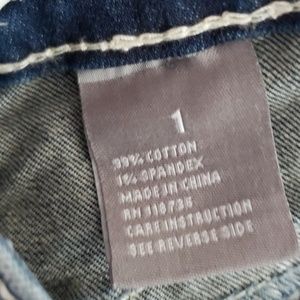 1
99% COTTON
1% SPANDEX
MADE IN CHINA
RN 118735
CARE INSTRUCTION
SEE REVERSE SIDE